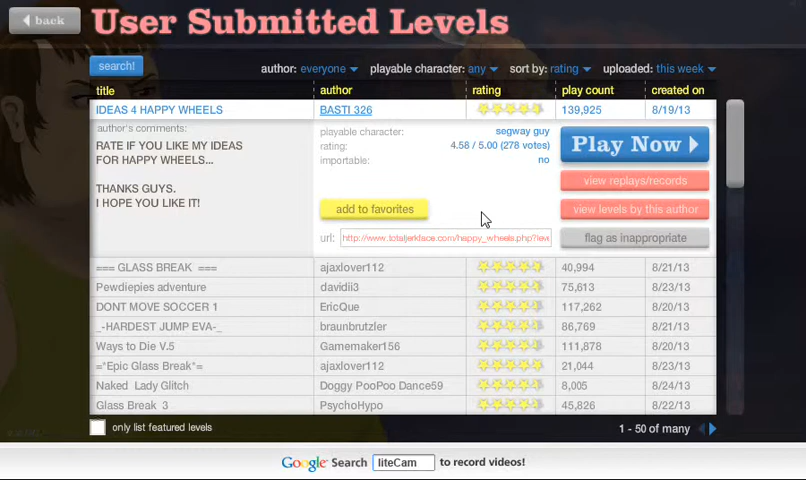 back
User Submitted Levels
search!
author: everyone playable character: any sort by: rating uploaded: this week
title author rating play count created on
IDEAS 4 HAPPY WHEELS BASTI 326 139,925 8/19/13
author's comments:
RATE IF YOU LIKE MY IDEAS
FOR HAPPY WHEELS...
THANKS GUYS.
I HOPE YOU LIKE IT!
playable character: segway guy
rating: 4.58 / 5.00 (278 votes)
importable: no
add to favorites
url: http://www.totaljerkface.com/happy_wheels.php?leve
Play Now
view replays/records
view levels by this author
flag as inappropriate
=== GLASS BREAK === ajaxlover112 40,994 8/21/13
Pewdiepies adventure davidii3 75,613 8/23/13
DONT MOVE SOCCER 1 EricQue 117,262 8/20/13
_-HARDEST JUMP EVA-_ braunbrutzler 86,769 8/21/13
Ways to Die V.5 Gamemaker156 111,878 8/20/13
="Epic Glass Break"= ajaxlover112 21,044 8/23/13
Naked Lady Glitch Doggy PooPoo Dance59 8,005 8/24/13
Glass Break 3 PsychoHypo 45,826 8/22/13
only list featured levels
1 - 50 of many
Google Search liteCam to record videos!